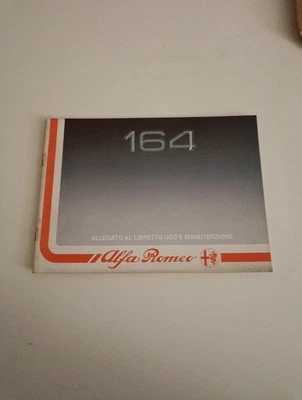 164
ALLEGATO AL LIBRETTO USO E MANUTENZIONE
Alfa Romeo